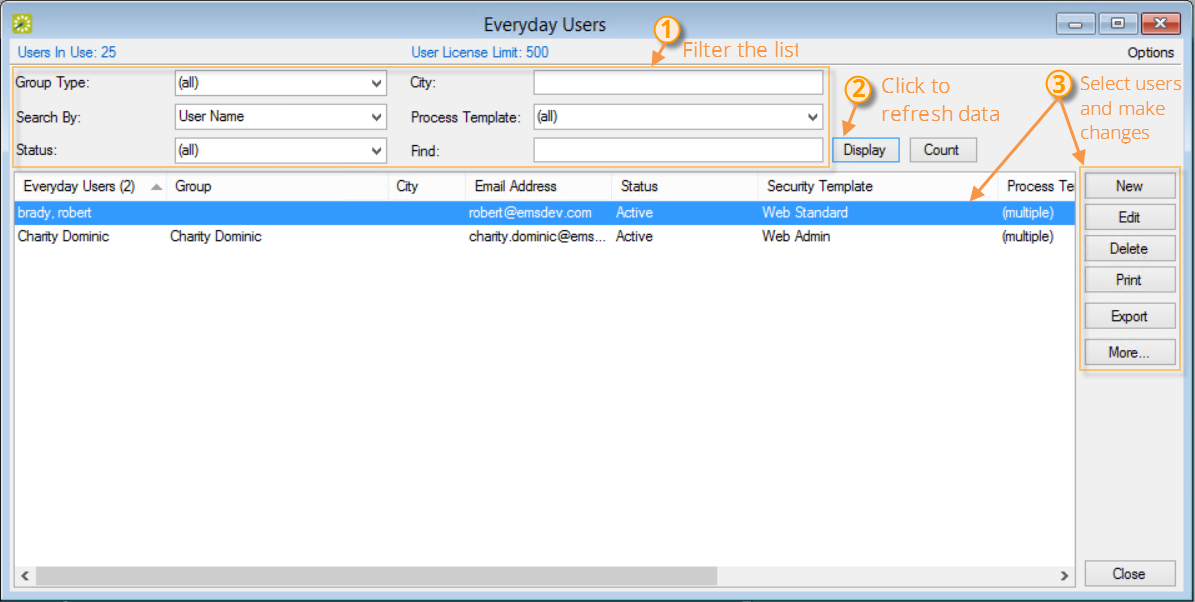 Everyday Users
Users In Use: 25 User License Limit: 500 Options
1 Filter the list
Group Type: (all) City:
Search By: User Name Process Template: (all)
Status: (all) Find:
2 Click to
refresh data
3 Select users
and make
changes
Display Count
Everyday Users (2) Group City Email Address Status Security Template Process Te
brady, robert robert@emsdev.com Active Web Standard (multiple)
Charity Dominic Charity Dominic charity.dominic@ems... Active Web Admin (multiple)
New
Edit
Delete
Print
Export
More...
Close